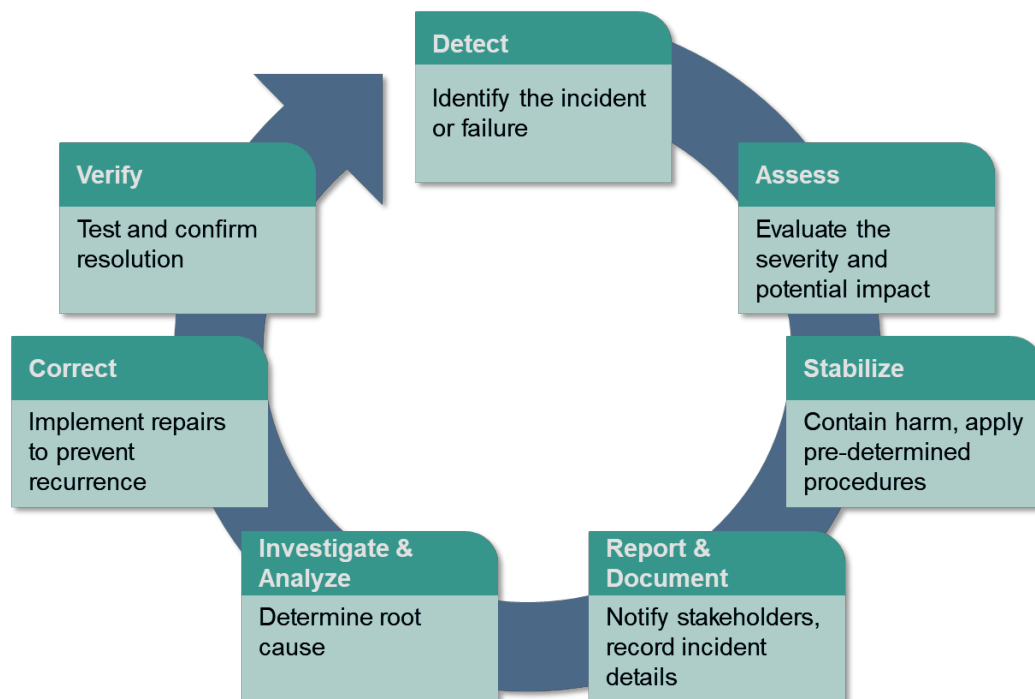 Detect
Identify the incident
or failure
Assess
Evaluate the
severity and
potential impact
Stabilize
Contain harm, apply
pre-determined
procedures
Report &
Document
Notify stakeholders,
record incident
details
Investigate &
Analyze
Determine root
cause
Correct
Implement repairs
to prevent
recurrence
Verify
Test and confirm
resolution